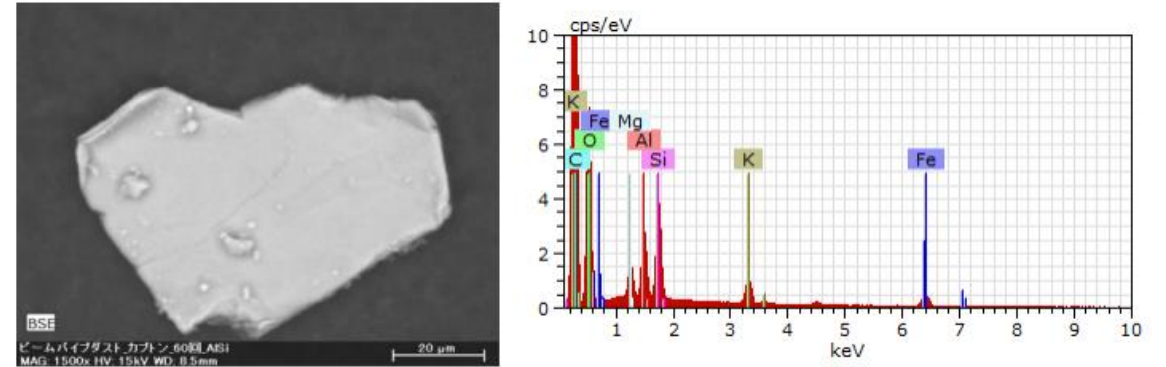 BSE
ビームパイプダスト_カプトン_60回_AlSi
MAG: 1500x HV: 15kV WD: 8.5mm
20 µm
cps/eV
10
8
6
4
2
0
K
Fe Mg
O Al
C Si K Fe
1 2 3 4 5 6 7 8 9 10
keV